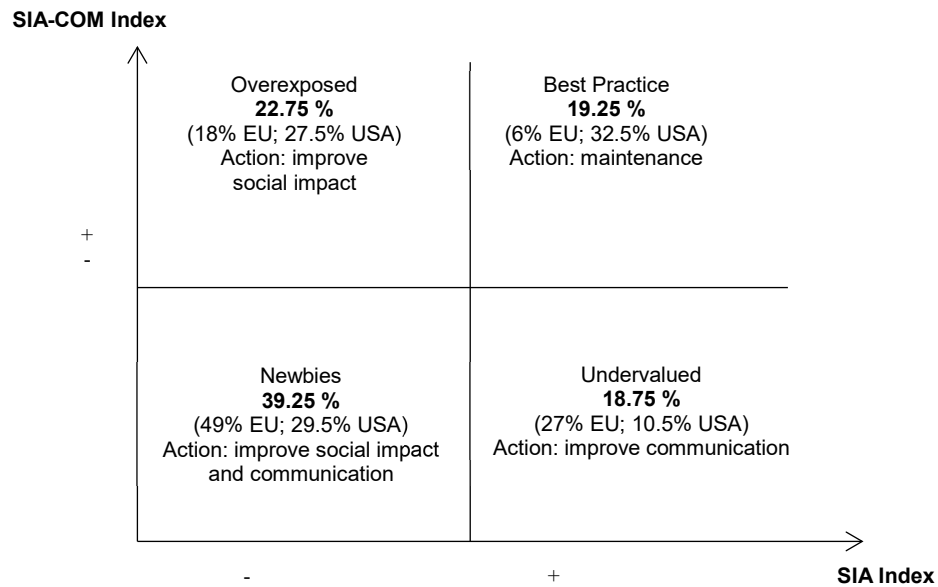 SIA-COM Index
Overexposed
22.75 %
(18% EU; 27.5% USA)
Action: improve
social impact
Best Practice
19.25 %
(6% EU; 32.5% USA)
Action: maintenance
+
-
Newbies
39.25 %
(49% EU; 29.5% USA)
Action: improve social impact
and communication
Undervalued
18.75 %
(27% EU; 10.5% USA)
Action: improve communication
-
+
SIA Index